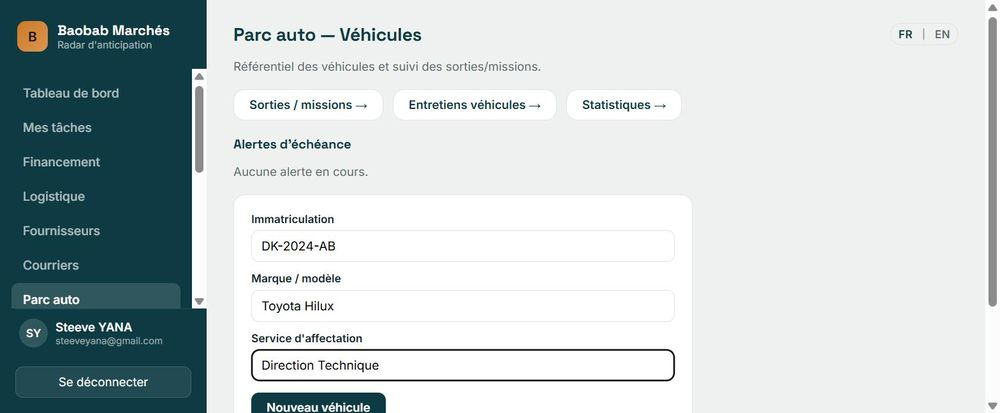 B
Baobab Marchés
Radar d'anticipation
Tableau de bord
Mes tâches
Financement
Logistique
Fournisseurs
Courriers
Parc auto
SY
Steeve YANA
steeveyana@gmail.com
Se déconnecter
Parc auto — Véhicules
FR | EN
Référentiel des véhicules et suivi des sorties/missions.
Sorties / missions →
Entretiens véhicules →
Statistiques →
Alertes d'échéance
Aucune alerte en cours.
Immatriculation
DK-2024-AB
Marque / modèle
Toyota Hilux
Service d'affectation
Direction Technique
Nouveau véhicule